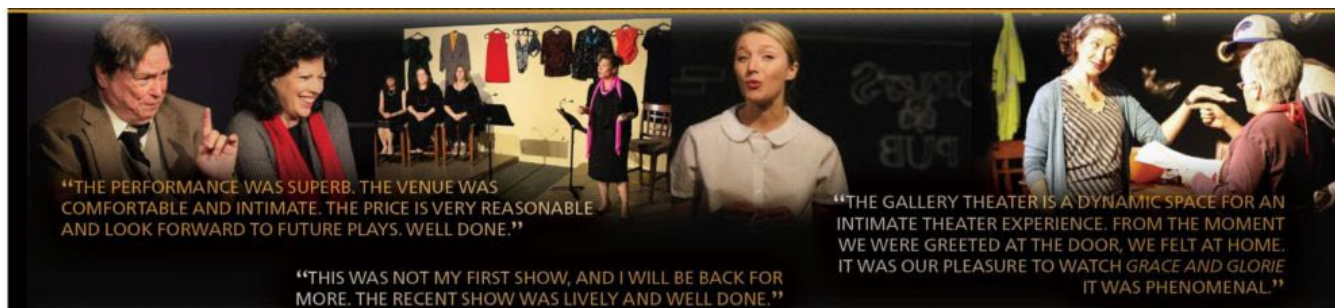 “THE PERFORMANCE WAS SUPERB. THE VENUE WAS
COMFORTABLE AND INTIMATE. THE PRICE IS VERY REASONABLE
AND LOOK FORWARD TO FUTURE PLAYS. WELL DONE.”
“THIS WAS NOT MY FIRST SHOW, AND I WILL BE BACK FOR
MORE. THE RECENT SHOW WAS LIVELY AND WELL DONE.”
“THE GALLERY THEATER IS A DYNAMIC SPACE FOR AN
INTIMATE THEATER EXPERIENCE. FROM THE MOMENT
WE WERE GREETED AT THE DOOR, WE FELT AT HOME.
IT WAS OUR PLEASURE TO WATCH GRACE AND GLORIE
IT WAS PHENOMENAL.”
PUB